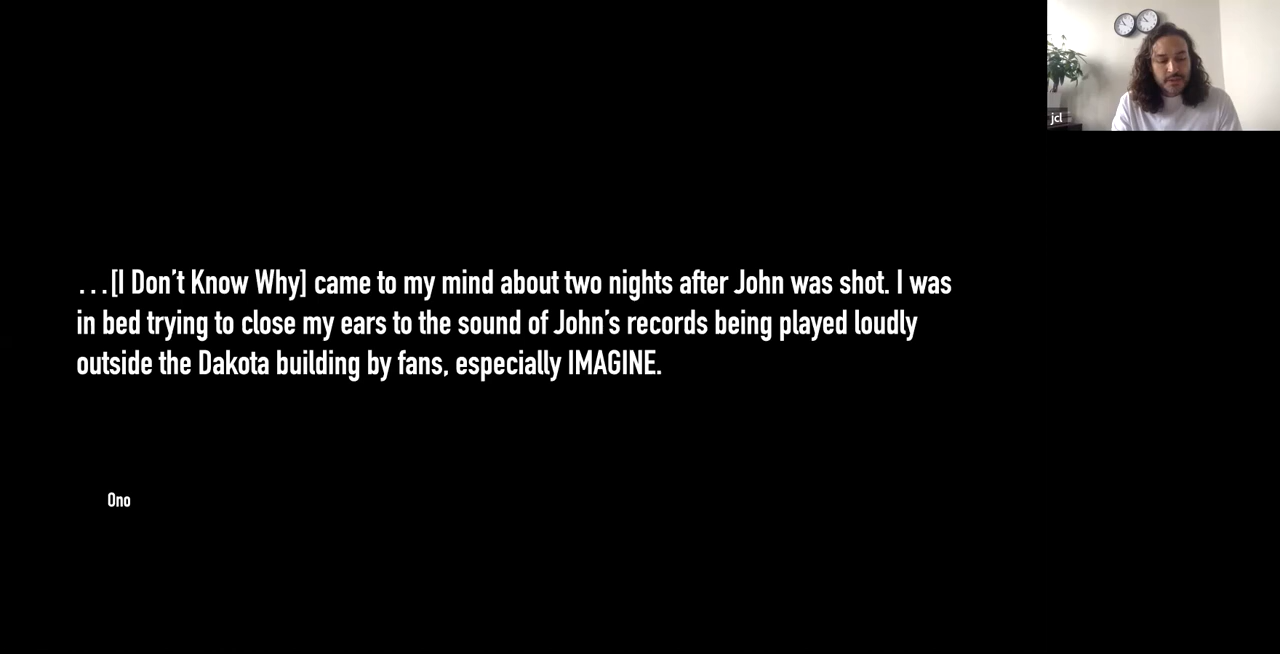 jcl
...[I Don't Know Why] came to my mind about two nights after John was shot. I was
in bed trying to close my ears to the sound of John's records being played loudly
outside the Dakota building by fans, especially IMAGINE.
Ono